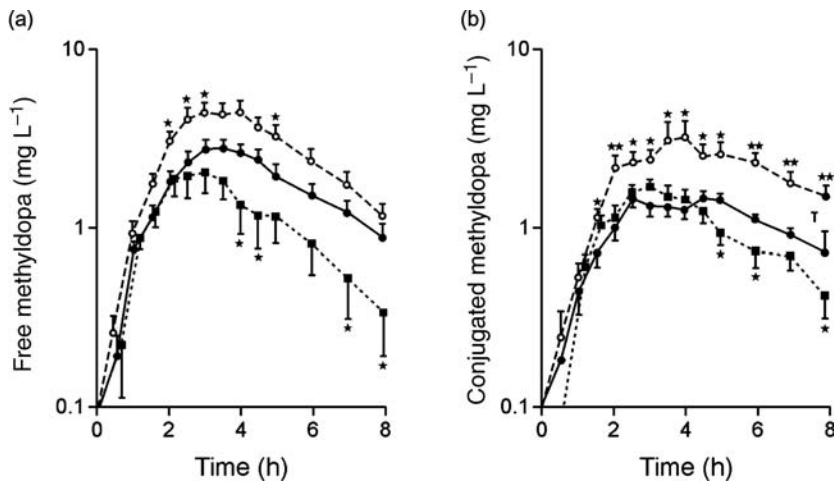 (a)
10
1
0.1
Free methyldopa (mg L⁻¹)
0 2 4 6 8
Time (h)
(b)
10
1
0.1
Conjugated methyldopa (mg L⁻¹)
0 2 4 6 8
Time (h)
T